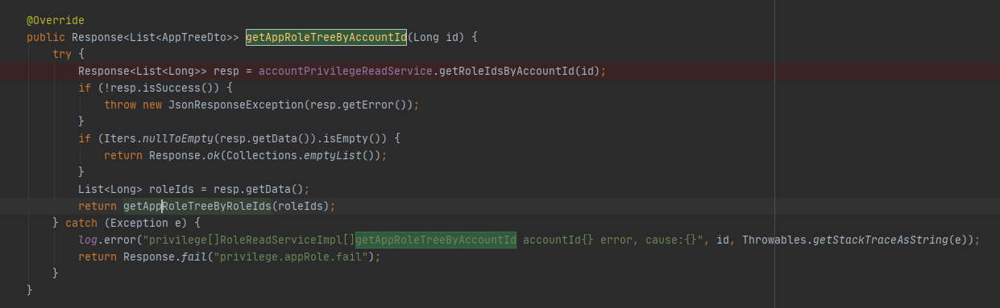 @Override
public Response<List<AppTreeDto>> getAppRoleTreeByAccountId(Long id) {
try {
Response<List<Long>> resp = accountPrivilegeReadService.getRoleIdsByAccountId(id);
if (!resp.isSuccess()) {
throw new JsonResponseException(resp.getError());
}
if (Iters.nullToEmpty(resp.getData()).isEmpty()) {
return Response.ok(Collections.emptyList());
}
List<Long> roleIds = resp.getData();
return getAppRoleTreeByRoleIds(roleIds);
} catch (Exception e) {
log.error("privilege[]RoleReadServiceImpl[]getAppRoleTreeByAccountId accountId{} error, cause:{}", id, Throwables.getStackTraceAsString(e));
return Response.fail("privilege.appRole.fail");
}
}